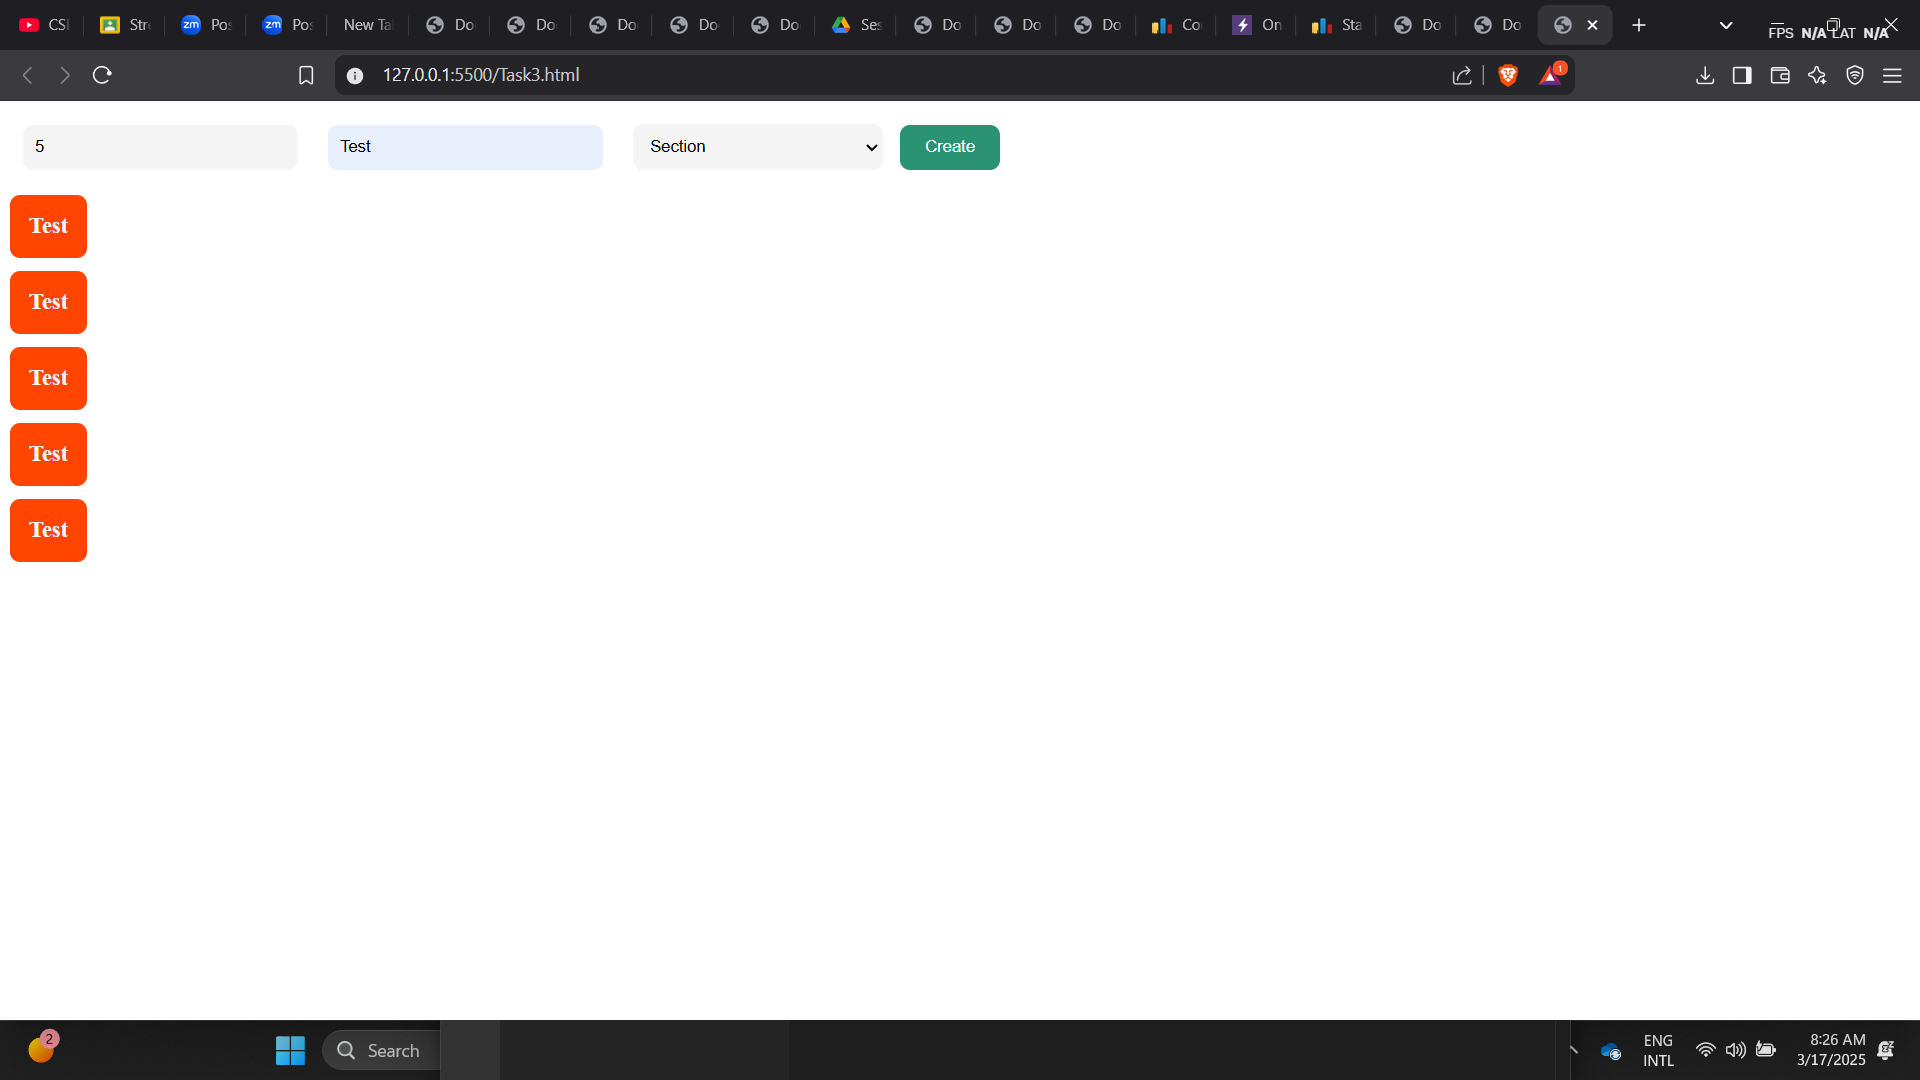 CS
Str
zm
Pos
zm
Pos
New Ta
Do
Do
Do
Do
Do
Ses
Do
Do
Do
Co
On
Sta
Do
Do
FPS N/A LAT N/A
127.0.0.1:5500/Task3.html
1
5
Test
Section
Create
Test
Test
Test
Test
Test
2
Search
ENG
INTL
8:26 AM
3/17/2025